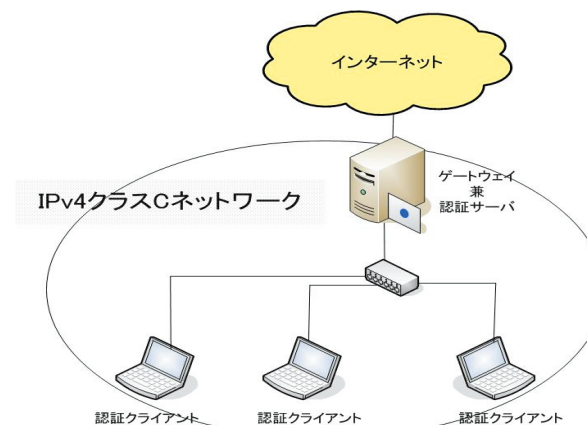 インターネット
ゲートウェイ
兼
認証サーバ
IPv4クラスCネットワーク
認証クライアント
認証クライアント
認証クライアント